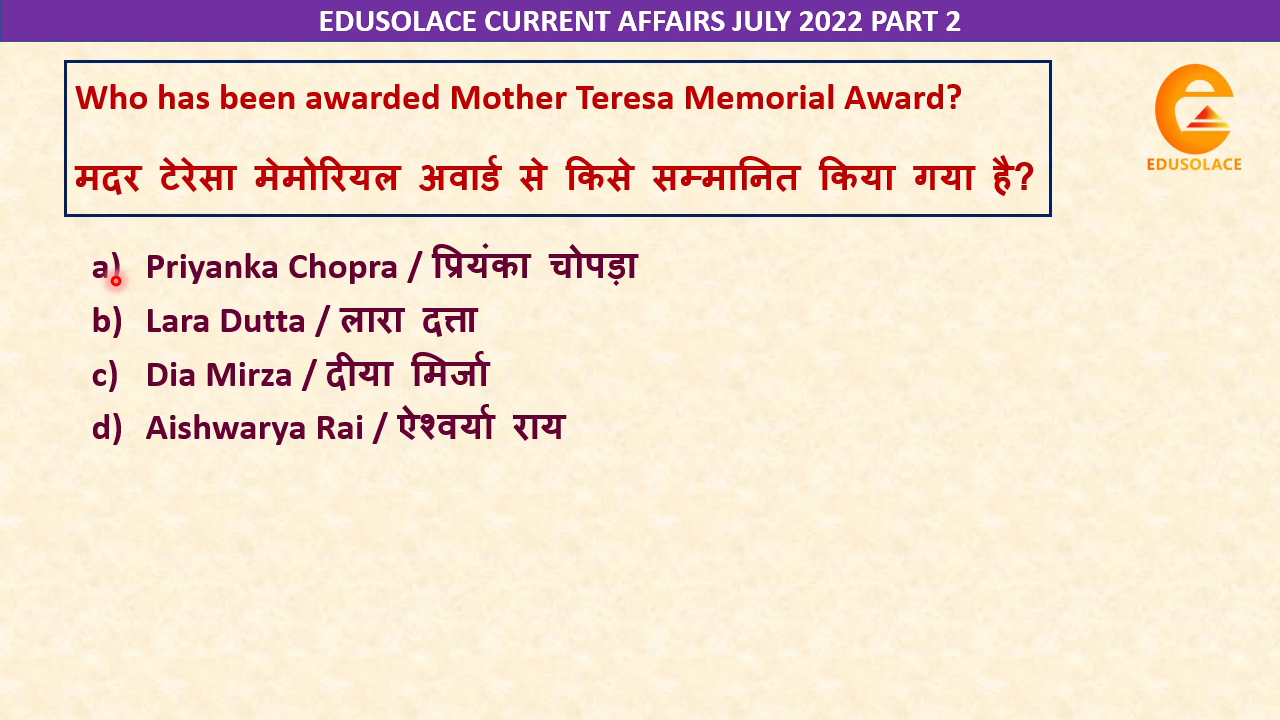 EDUSOLACE CURRENT AFFAIRS JULY 2022 PART 2
Who has been awarded Mother Teresa Memorial Award?
मदर टेरेसा मेमोरियल अवार्ड से किसे सम्मानित किया गया है?
EDUSOLACE
a) Priyanka Chopra / प्रियंका चोपड़ा
b) Lara Dutta / लारा दत्ता
c) Dia Mirza / दीया मिर्जा
d) Aishwarya Rai / ऐश्वर्या राय